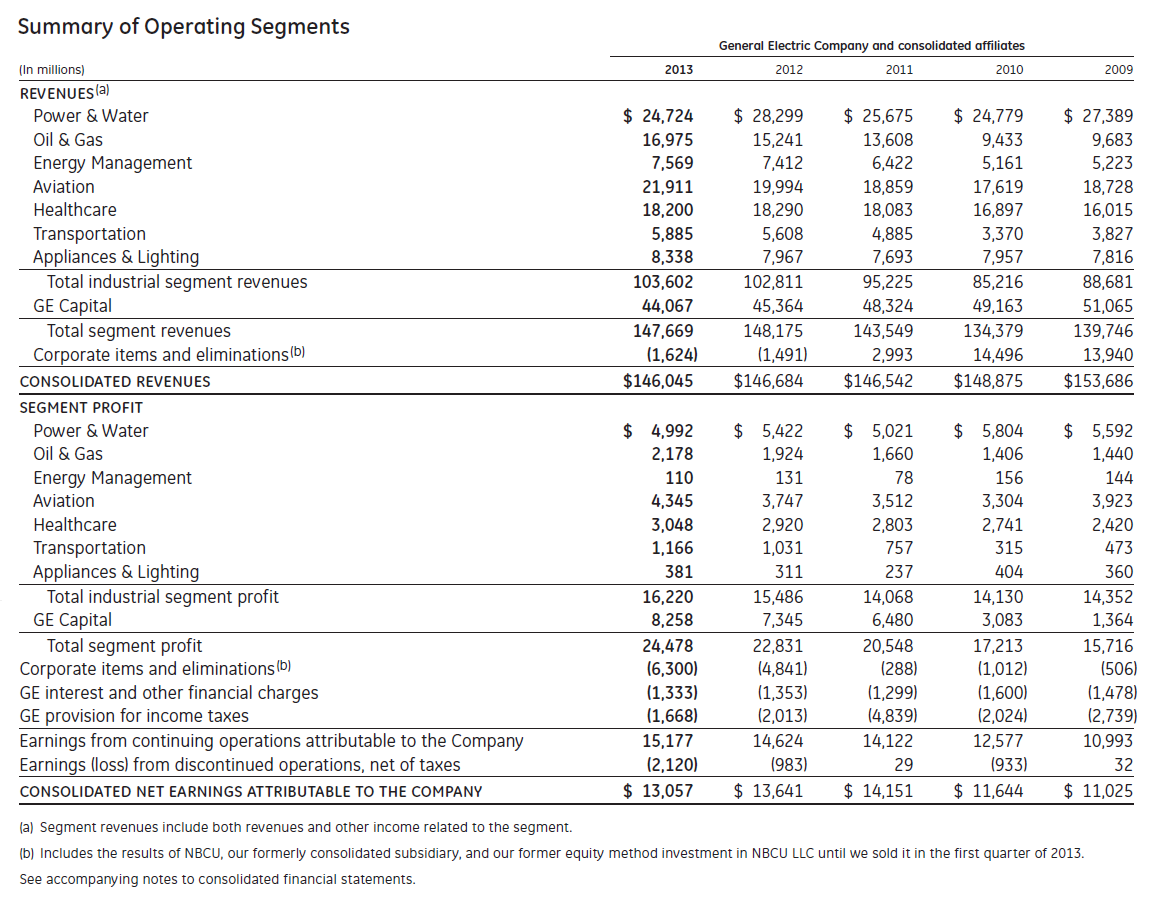 Summary of Operating Segments
General Electric Company and consolidated affiliates
(In millions) 2013 2012 2011 2010 2009
REVENUES(a)
Power & Water $ 24,724 $ 28,299 $ 25,675 $ 24,779 $ 27,389
Oil & Gas 16,975 15,241 13,608 9,433 9,683
Energy Management 7,569 7,412 6,422 5,161 5,223
Aviation 21,911 19,994 18,859 17,619 18,728
Healthcare 18,200 18,290 18,083 16,897 16,015
Transportation 5,885 5,608 4,885 3,370 3,827
Appliances & Lighting 8,338 7,967 7,693 7,957 7,816
Total industrial segment revenues 103,602 102,811 95,225 85,216 88,681
GE Capital 44,067 45,364 48,324 49,163 51,065
Total segment revenues 147,669 148,175 143,549 134,379 139,746
Corporate items and eliminations(b) (1,624) (1,491) 2,993 14,496 13,940
CONSOLIDATED REVENUES $146,045 $146,684 $146,542 $148,875 $153,686
SEGMENT PROFIT
Power & Water $ 4,992 $ 5,422 $ 5,021 $ 5,804 $ 5,592
Oil & Gas 2,178 1,924 1,660 1,406 1,440
Energy Management 110 131 78 156 144
Aviation 4,345 3,747 3,512 3,304 3,923
Healthcare 3,048 2,920 2,803 2,741 2,420
Transportation 1,166 1,031 757 315 473
Appliances & Lighting 381 311 237 404 360
Total industrial segment profit 16,220 15,486 14,068 14,130 14,352
GE Capital 8,258 7,345 6,480 3,083 1,364
Total segment profit 24,478 22,831 20,548 17,213 15,716
Corporate items and eliminations(b) (6,300) (4,841) (288) (1,012) (506)
GE interest and other financial charges (1,333) (1,353) (1,299) (1,600) (1,478)
GE provision for income taxes (1,668) (2,013) (4,839) (2,024) (2,739)
Earnings from continuing operations attributable to the Company 15,177 14,624 14,122 12,577 10,993
Earnings (loss) from discontinued operations, net of taxes (2,120) (983) 29 (933) 32
CONSOLIDATED NET EARNINGS ATTRIBUTABLE TO THE COMPANY $ 13,057 $ 13,641 $ 14,151 $ 11,644 $ 11,025
(a) Segment revenues include both revenues and other income related to the segment.
(b) Includes the results of NBCU, our formerly consolidated subsidiary, and our former equity method investment in NBCU LLC until we sold it in the first quarter of 2013.
See accompanying notes to consolidated financial statements.